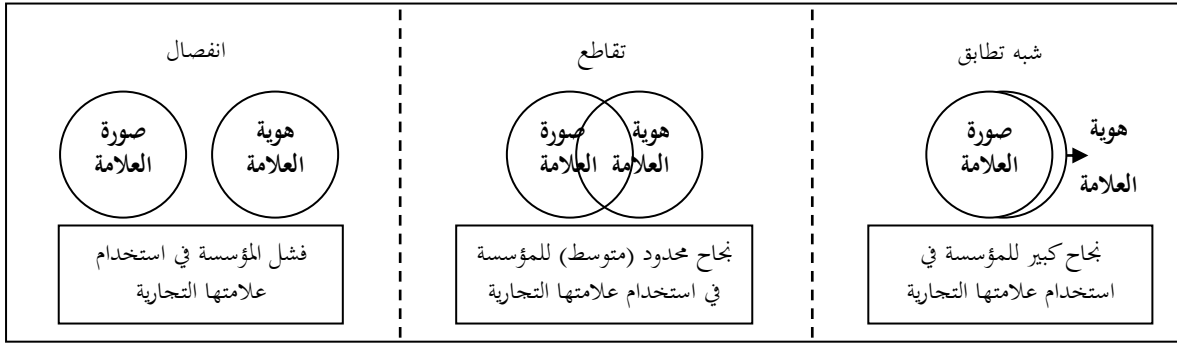 شبه تطابق
هوية
العلامة
صورة
العلامة
نجاح كبير للمؤسسة في
استخدام علامتها التجارية
تقاطع
هوية
العلامة
صورة
العلامة
نجاح محدود (متوسط) للمؤسسة
في استخدام علامتها التجارية
انفصال
هوية
العلامة
صورة
العلامة
فشل المؤسسة في استخدام
علامتها التجارية